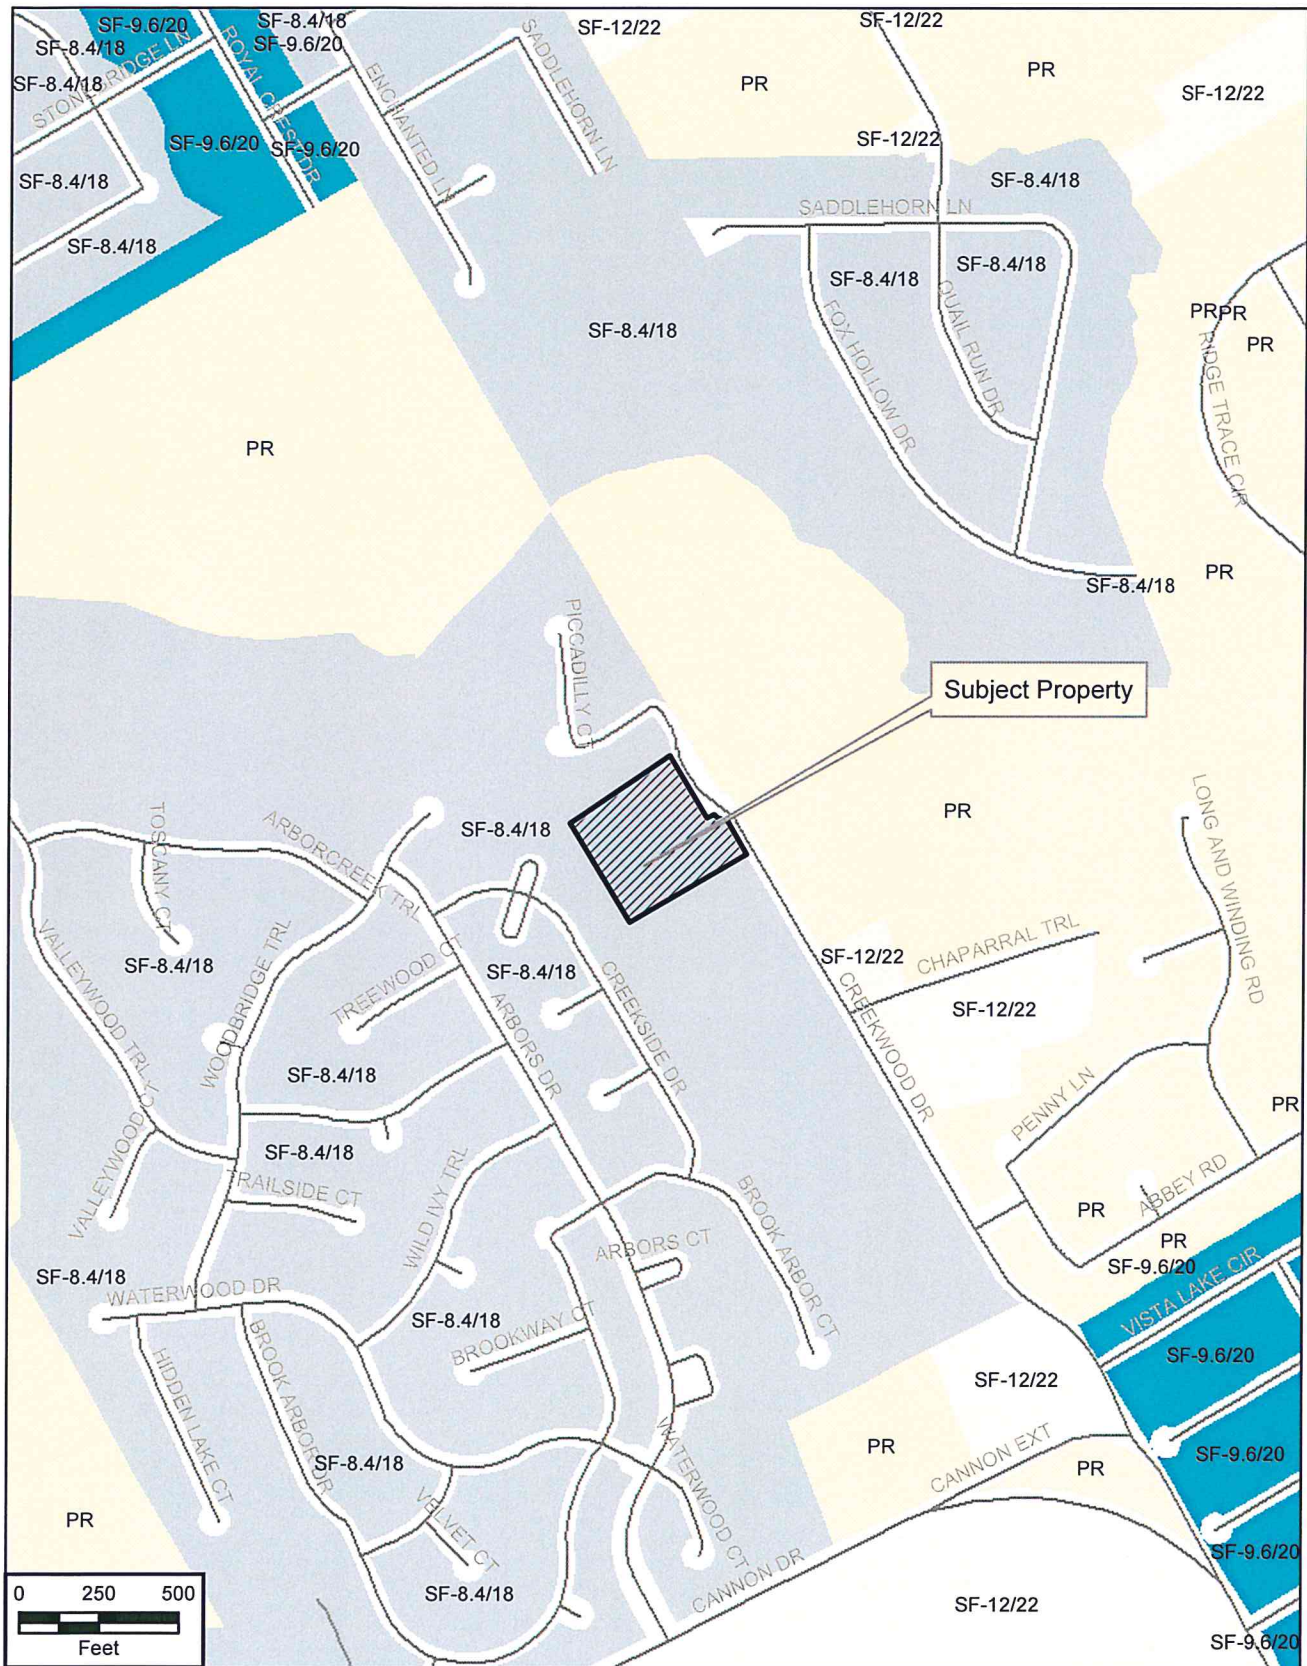 SF-9.6/20
SF-8.4/18
SF-12/22
SF-12/22
SF-8.4/18
SF-9.6/20
STONEBRIDGE LN
ROYAL CREST DR
ENCHANTED LN
SADDLEHORN LN
PR
PR
SF-8.4/18
SF-12/22
SF-9.6/20
SF-9.6/20
SF-12/22
SF-8.4/18
SF-8.4/18
SADDLEHORN LN
SF-8.4/18
SF-8.4/18
SF-8.4/18
QUAIL RUN DR
FOX HOLLOW DR
PR
PR
SF-8.4/18
PR
RIDGE TRACE CIR
PR
PR
SF-8.4/18
PICCADILLY CT
Subject Property
PR
LONG AND WINDING RD
TOSCANY CT
ARBORCREEK TRL
SF-8.4/18
VALLEYWOOD TRL
WOODBRIDGE TRL
TREEWOOD CT
SF-8.4/18
SF-8.4/18
SF-12/22
CHAPARRAL TRL
ARBORS DR
CREEKSIDE DR
CREEKWOOD DR
SF-12/22
SF-8.4/18
PENNY LN
PR
VALLEYWOOD CT
SF-8.4/18
TRAILSIDE CT
WILD IVY TRL
BROOK ARBOR CT
ABBEY RD
PR
PR
ARBORS CT
SF-8.4/18
SF-9.6/20
WATERWOOD DR
VISTA LAKE CIR
SF-8.4/18
BROOKWAY CT
SF-9.6/20
HIDDEN LAKE CT
BROOK ARBOR DR
SF-12/22
PR
WATERWOOD CT
CANNON EXT
SF-9.6/20
SF-8.4/18
PR
PR
VELVET CT
SF-9.6/20
SF-8.4/18
CANNON DR
SF-12/22
SF-9.6/20
0 250 500
Feet